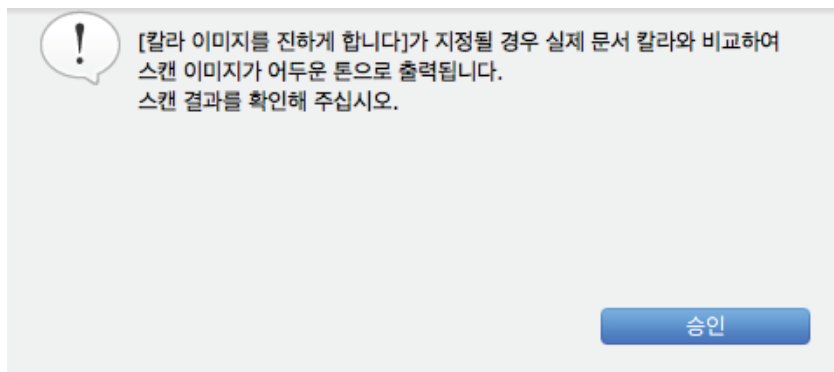 [칼라 이미지를 진하게 합니다]가 지정될 경우 실제 문서 칼라와 비교하여
스캔 이미지가 어두운 톤으로 출력됩니다.
스캔 결과를 확인해 주십시오.
승인